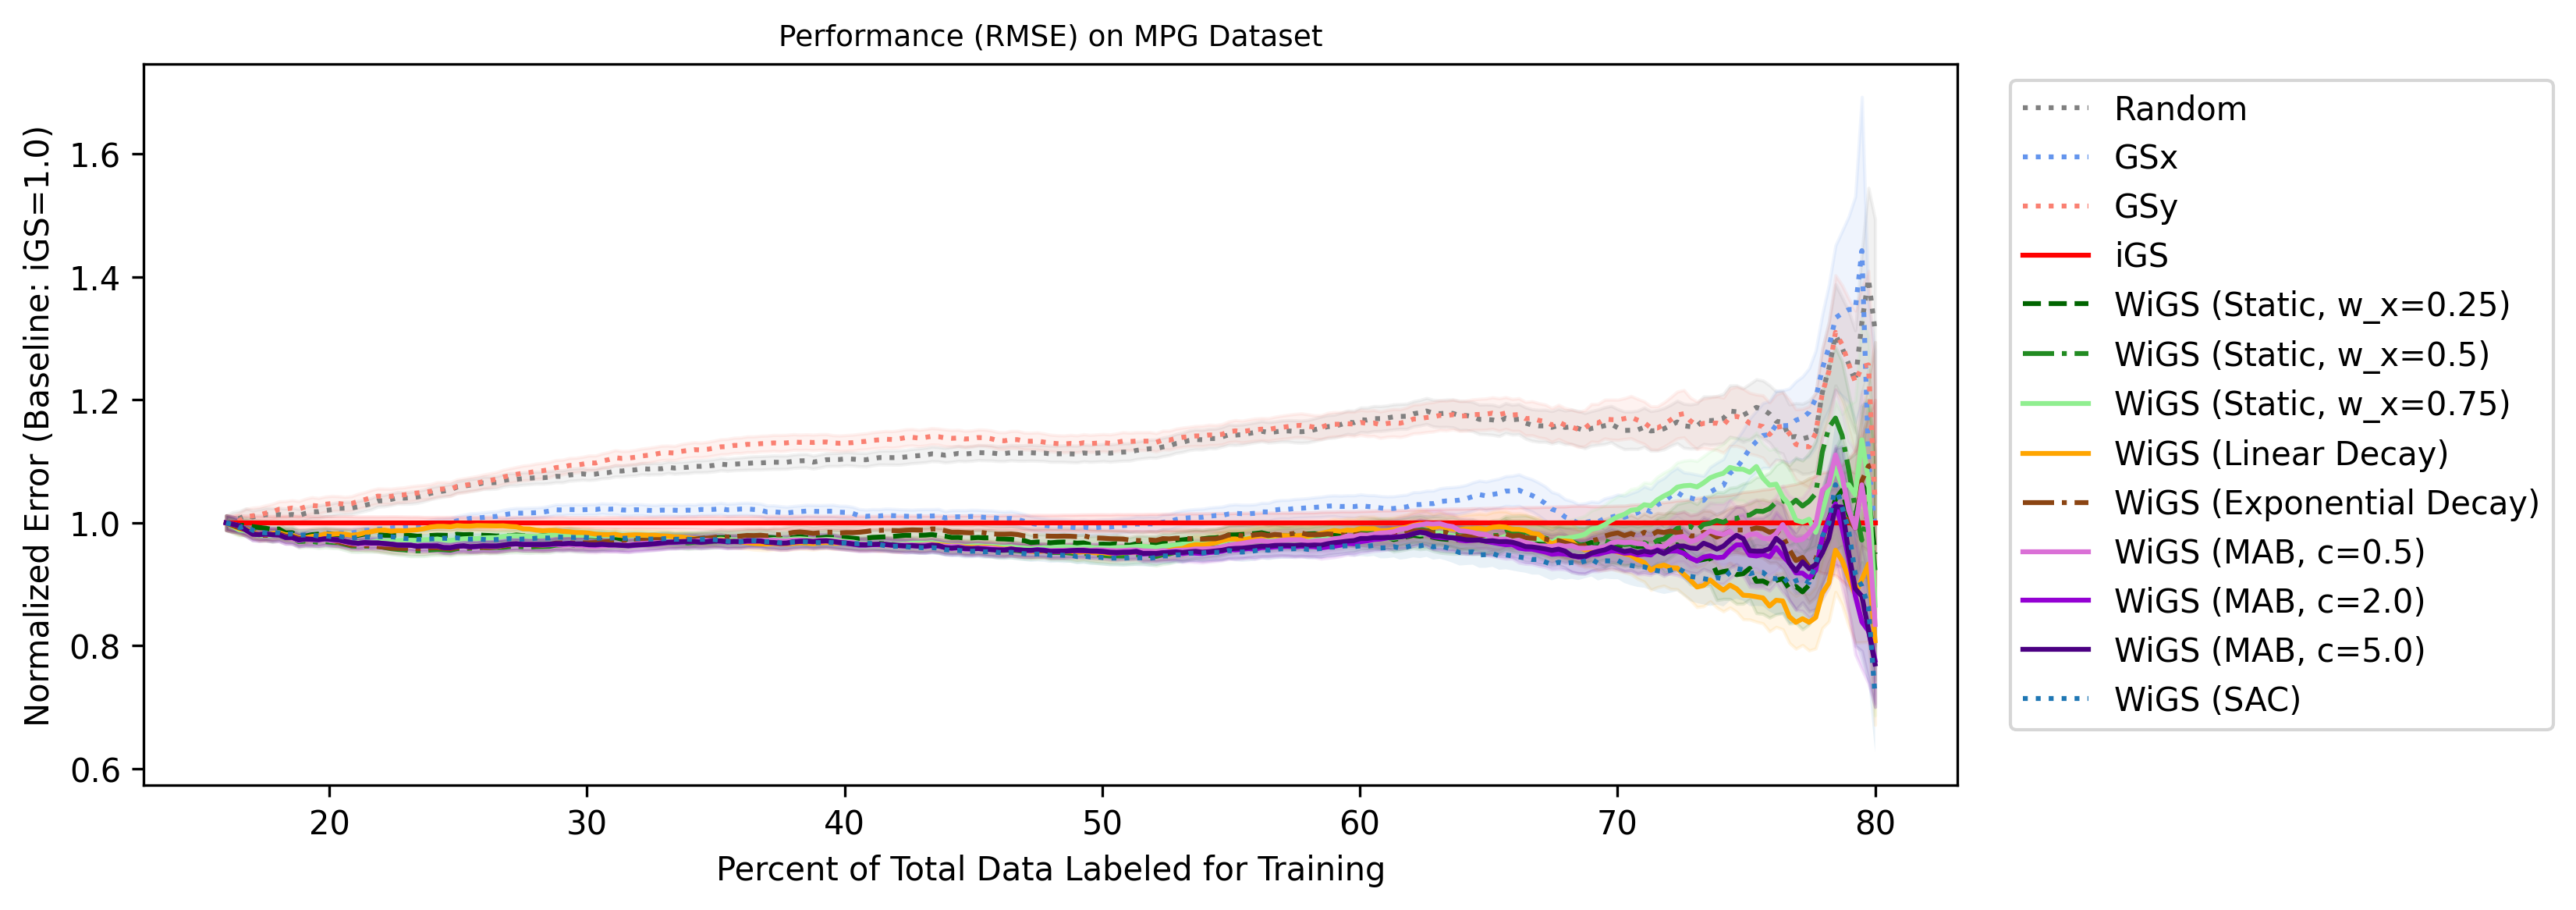 Performance (RMSE) on MPG Dataset
Normalized Error (Baseline: iGS=1.0)
1.6
1.4
1.2
1.0
0.8
0.6
20
30
40
50
60
70
80
Percent of Total Data Labeled for Training
Random
GSx
GSy
iGS
WiGS (Static, w_x=0.25)
WiGS (Static, w_x=0.5)
WiGS (Static, w_x=0.75)
WiGS (Linear Decay)
WiGS (Exponential Decay)
WiGS (MAB, c=0.5)
WiGS (MAB, c=2.0)
WiGS (MAB, c=5.0)
WiGS (SAC)